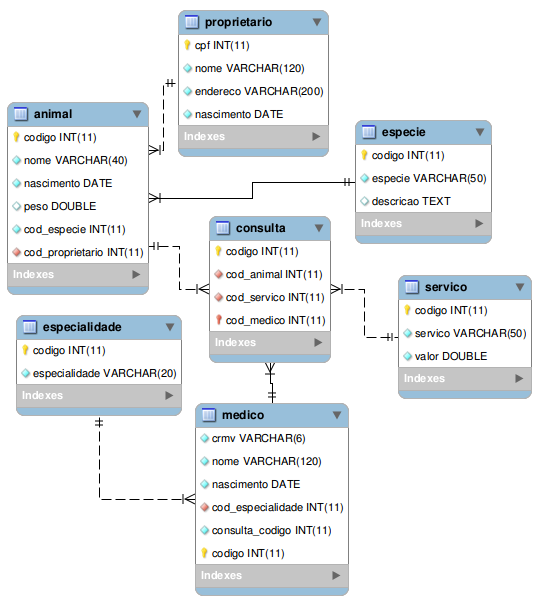 proprietario
cpf INT(11)
nome VARCHAR(120)
endereco VARCHAR(200)
nascimento DATE
Indexes
animal
codigo INT(11)
nome VARCHAR(40)
nascimento DATE
peso DOUBLE
cod_especie INT(11)
cod_proprietario INT(11)
Indexes
especie
codigo INT(11)
especie VARCHAR(50)
descricao TEXT
Indexes
consulta
codigo INT(11)
cod_animal INT(11)
cod_servico INT(11)
cod_medico INT(11)
Indexes
servico
codigo INT(11)
servico VARCHAR(50)
valor DOUBLE
Indexes
especialidade
codigo INT(11)
especialidade VARCHAR(20)
Indexes
medico
crmv VARCHAR(6)
nome VARCHAR(120)
nascimento DATE
cod_especialidade INT(11)
consulta_codigo INT(11)
codigo INT(11)
Indexes